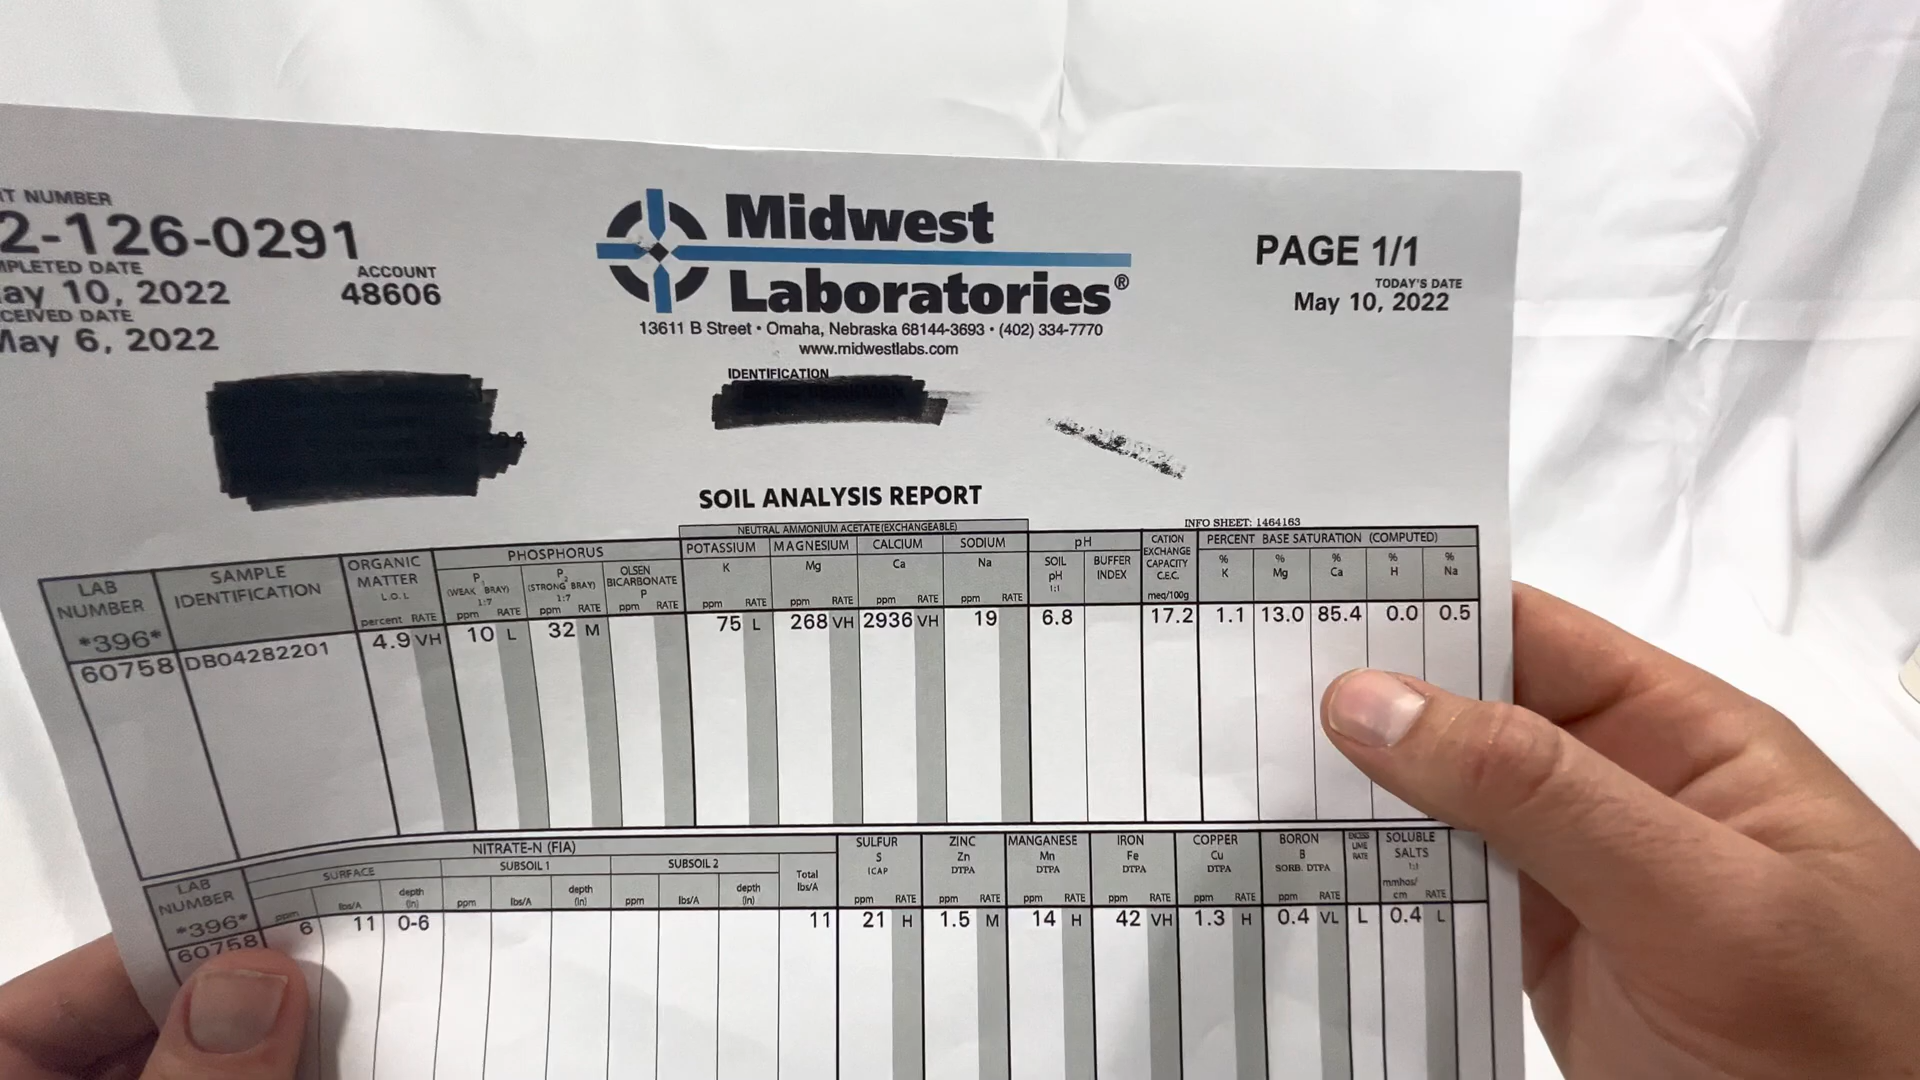 T NUMBER
2-126-0291
MPLETED DATE
ay 10, 2022
CEIVED DATE
May 6, 2022
ACCOUNT
48606
Midwest
Laboratories®
13611 B Street • Omaha, Nebraska 68144-3693 • (402) 334-7770
www.midwestlabs.com
IDENTIFICATION
PAGE 1/1
TODAY'S DATE
May 10, 2022
SOIL ANALYSIS REPORT
INFO SHEET: 1464163
NEUTRAL AMMONIUM ACETATE (EXCHANGEABLE)
LAB NUMBER SAMPLE IDENTIFICATION ORGANIC MATTER L.O.I. PHOSPHORUS POTASSIUM MAGNESIUM CALCIUM SODIUM pH CATION EXCHANGE CAPACITY C.E.C. PERCENT BASE SATURATION (COMPUTED)
P1 (WEAK BRAY) 1:7 P2 (STRONG BRAY) 1:7 OLSEN BICARBONATE P K Mg Ca Na SOIL pH 1:1 BUFFER INDEX meq/100g % K % Mg % Ca % H % Na
percent RATE ppm RATE ppm RATE ppm RATE ppm RATE ppm RATE ppm RATE ppm RATE
*396*
60758 DB04282201 4.9 VH 10 L 32 M 75 L 268 VH 2936 VH 19 6.8 17.2 1.1 13.0 85.4 0.0 0.5
NITRATE-N (FIA) SULFUR ZINC MANGANESE IRON COPPER BORON EXCESS LIME RATE SOLUBLE SALTS
LAB NUMBER SURFACE SUBSOIL 1 SUBSOIL 2 Total lbs/A S ICAP Zn DTPA Mn DTPA Fe DTPA Cu DTPA B SORB. DTPA 1:1
ppm lbs/A depth (in) ppm lbs/A depth (in) ppm lbs/A depth (in) ppm RATE ppm RATE ppm RATE ppm RATE ppm RATE ppm RATE mmhos/cm RATE
*396*
60758 6 11 0-6 11 21 H 1.5 M 14 H 42 VH 1.3 H 0.4 VL L 0.4 L